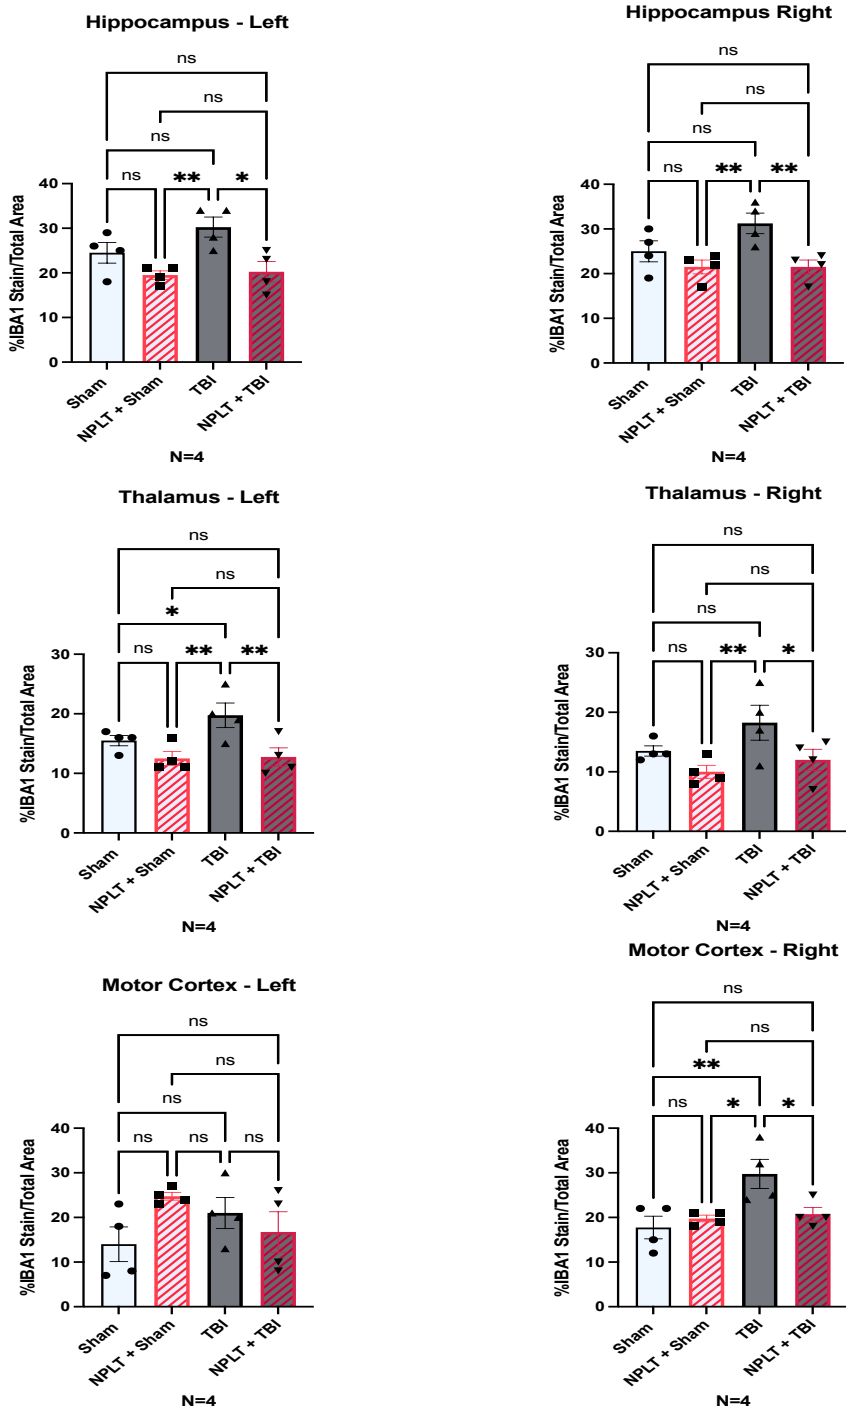 Hippocampus - Left
ns
ns
ns
ns
**
*
40
30
20
10
0
%IBA1 Stain/Total Area
Sham
NPLT + Sham
TBI
NPLT + TBI
N=4
Hippocampus Right
ns
ns
ns
ns
**
**
40
30
20
10
0
%IBA1 Stain/Total Area
Sham
NPLT + Sham
TBI
NPLT + TBI
N=4
Thalamus - Left
ns
ns
*
ns
**
**
30
20
10
0
%IBA1 Stain/Total Area
Sham
NPLT + Sham
TBI
NPLT + TBI
N=4
Thalamus - Right
ns
ns
ns
ns
**
*
30
20
10
0
%IBA1 Stain/Total Area
Sham
NPLT + Sham
TBI
NPLT + TBI
N=4
Motor Cortex - Left
ns
ns
ns
ns
ns
ns
40
30
20
10
0
%IBA1 Stain/Total Area
Sham
NPLT + Sham
TBI
NPLT + TBI
N=4
Motor Cortex - Right
ns
ns
**
ns
*
*
40
30
20
10
0
%IBA1 Stain/Total Area
Sham
NPLT + Sham
TBI
NPLT + TBI
N=4